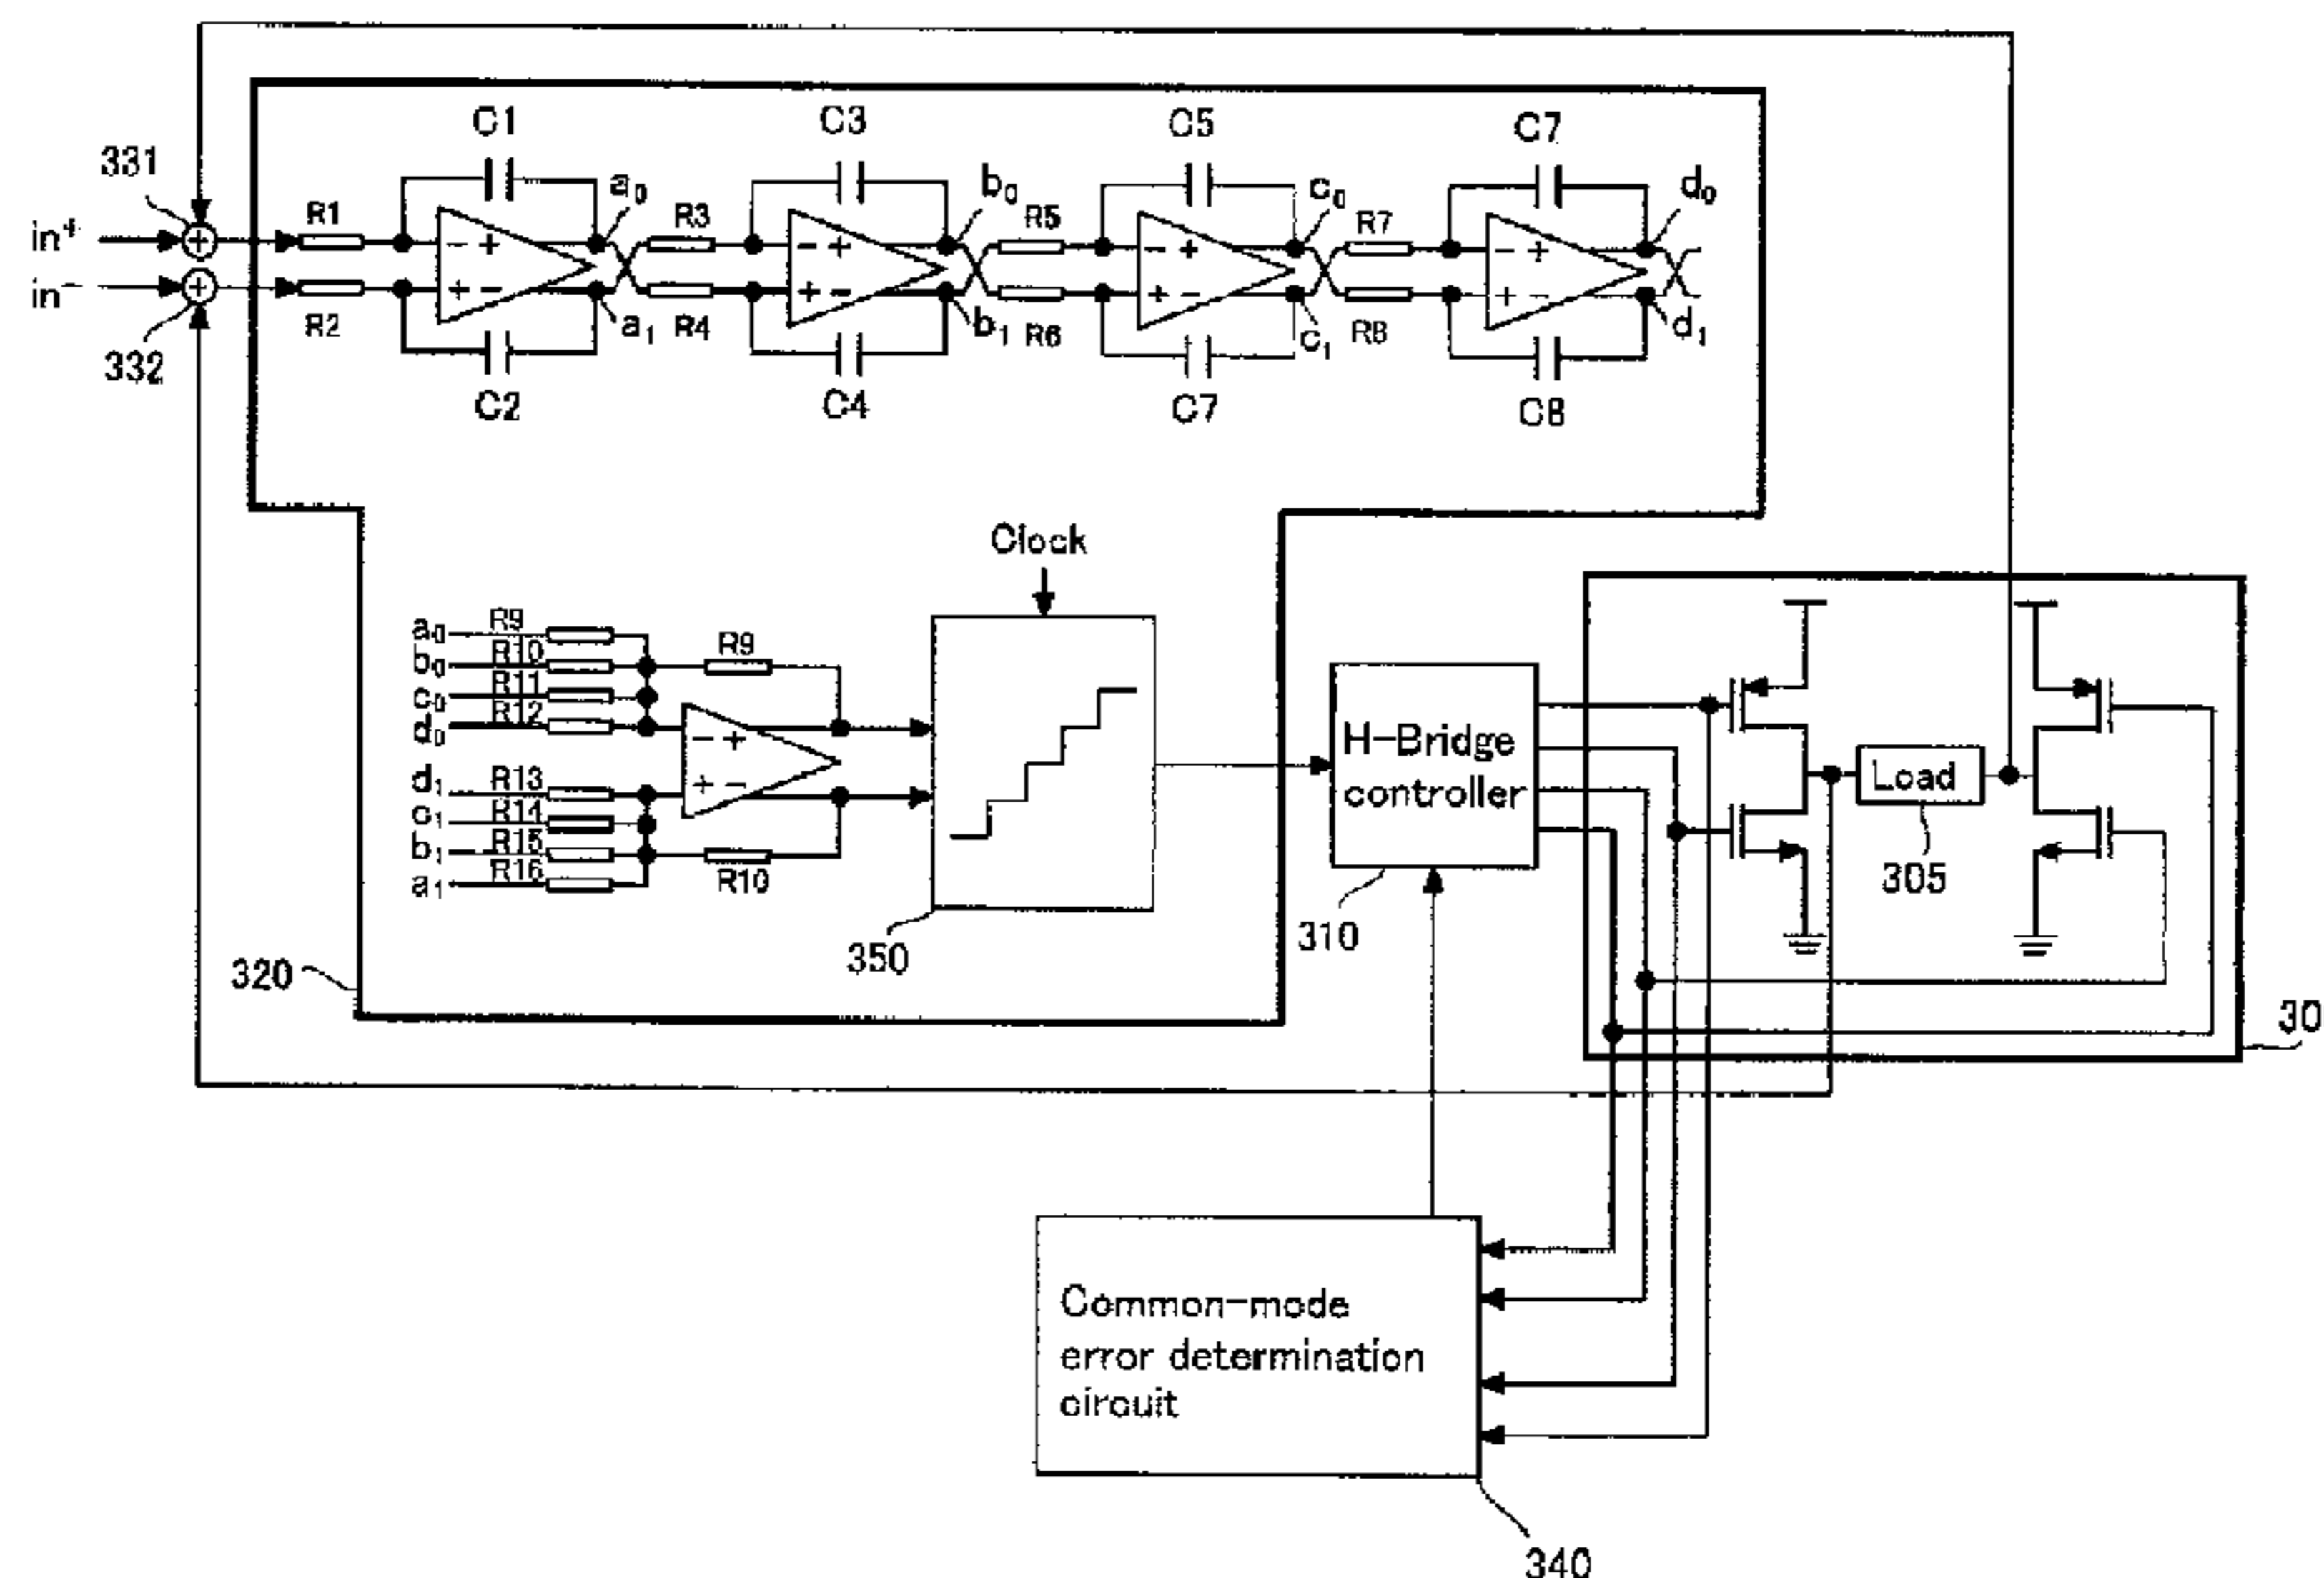 C1
C3
C5
C7
331
in+
in−
332
R1
R2
a0
a1
R3
R4
b0
b1
R5
R6
c0
c1
R7
R8
d0
d1
C2
C4
C7
C8
Clock
a0 R9
b0 R10
c0 R11
d0 R12
R9
d1 R13
c1 R14
b1 R15
a1 R16
R10
320
350
H-Bridge
controller
310
Load
305
30
Common-mode
error determination
circuit
340